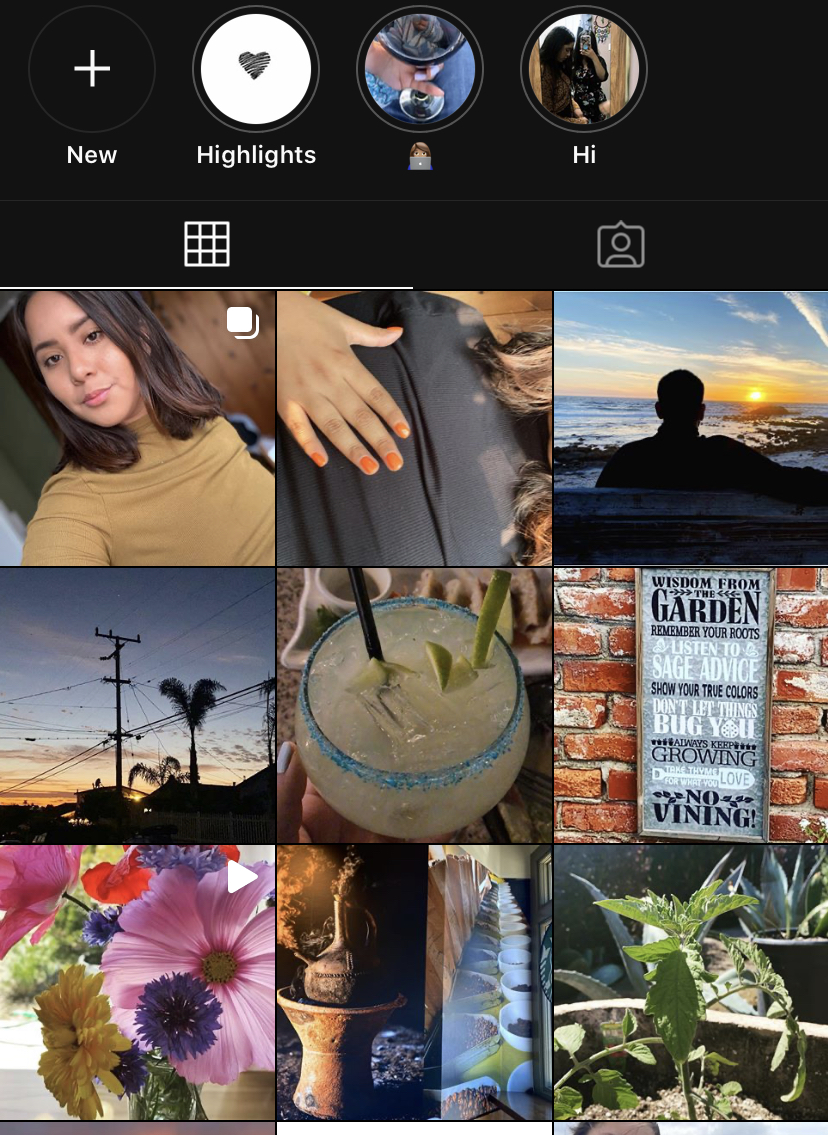 New
Highlights
Hi
WISDOM FROM
THE
GARDEN
REMEMBER YOUR ROOTS
LISTEN TO
SAGE ADVICE
SHOW YOUR TRUE COLORS
DON'T LET THINGS
BUG YOU
ALWAYS KEEP
GROWING
TAKE THYME
FOR WHAT YOU LOVE
NO
VINING!